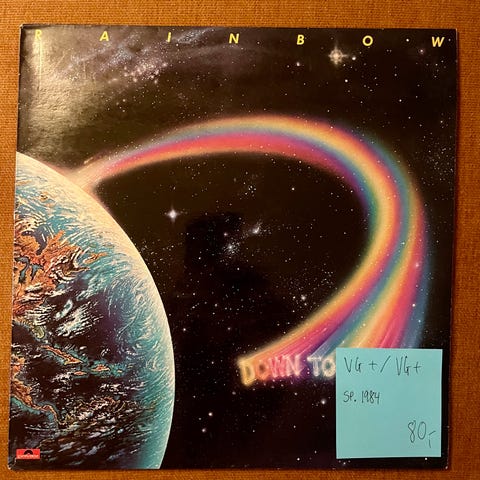 RAINBOW
DOWN TO
VG+/VG+
SP. 1984
80,-